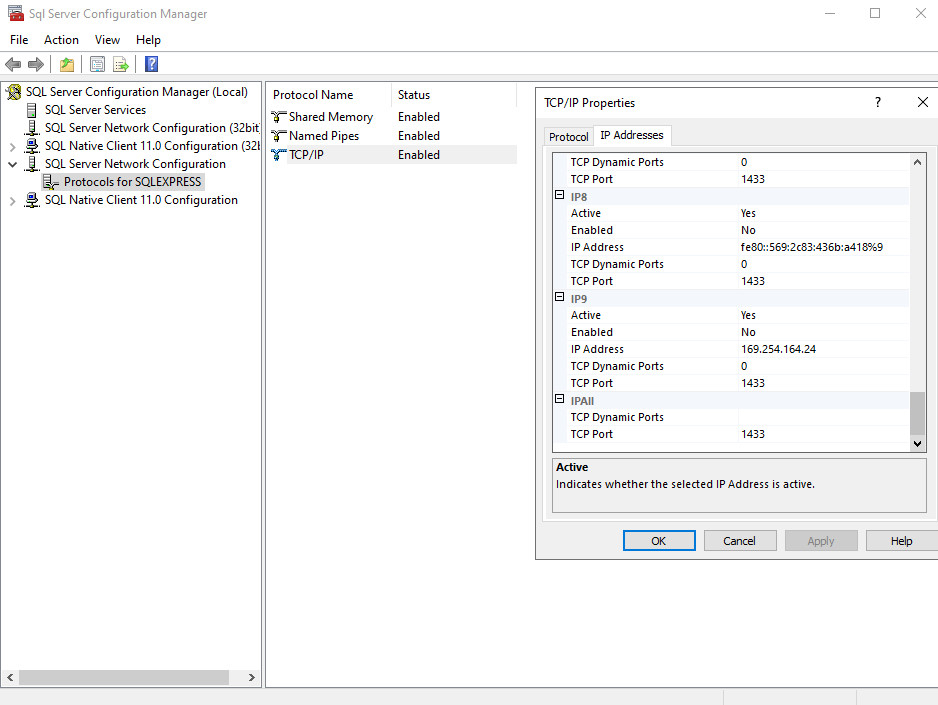 Sql Server Configuration Manager
File Action View Help
SQL Server Configuration Manager (Local)
SQL Server Services
SQL Server Network Configuration (32bit
SQL Native Client 11.0 Configuration (32
SQL Server Network Configuration
Protocols for SQLEXPRESS
SQL Native Client 11.0 Configuration
Protocol Name Status
Shared Memory Enabled
Named Pipes Enabled
TCP/IP Enabled
TCP/IP Properties
Protocol IP Addresses
TCP Dynamic Ports 0
TCP Port 1433
IP8
Active Yes
Enabled No
IP Address fe80::569:2c83:436b:a418%9
TCP Dynamic Ports 0
TCP Port 1433
IP9
Active Yes
Enabled No
IP Address 169.254.164.24
TCP Dynamic Ports 0
TCP Port 1433
IPAll
TCP Dynamic Ports
TCP Port 1433
Active
Indicates whether the selected IP Address is active.
OK Cancel Apply Help